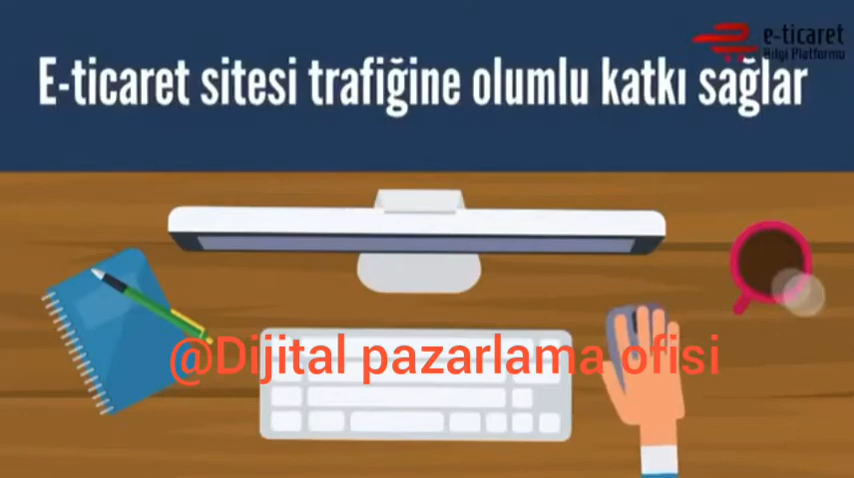 e-ticaret
Bilgi Platformu
E-ticaret sitesi trafiğine olumlu katkı sağlar
@Dijital pazarlama ofisi